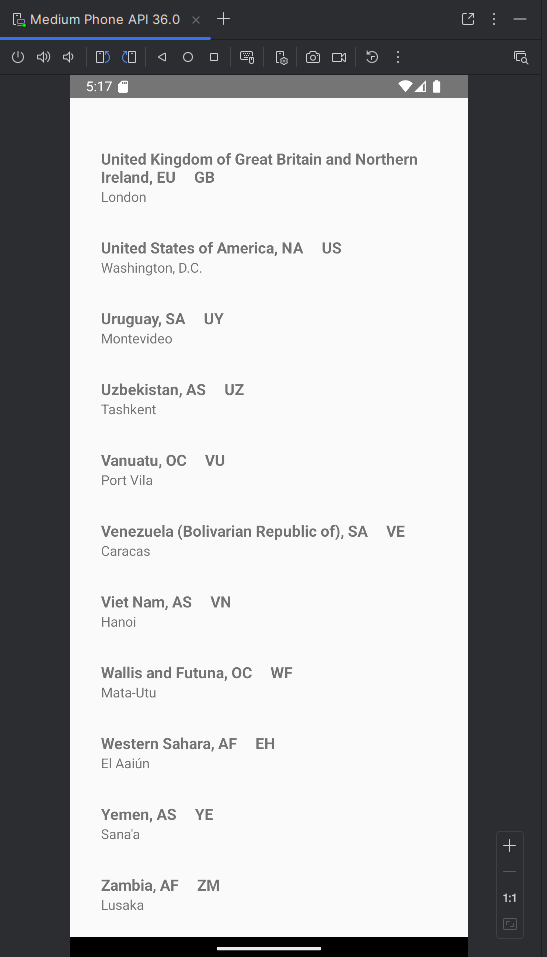 Medium Phone API 36.0
5:17
United Kingdom of Great Britain and Northern
Ireland, EU GB
London
United States of America, NA US
Washington, D.C.
Uruguay, SA UY
Montevideo
Uzbekistan, AS UZ
Tashkent
Vanuatu, OC VU
Port Vila
Venezuela (Bolivarian Republic of), SA VE
Caracas
Viet Nam, AS VN
Hanoi
Wallis and Futuna, OC WF
Mata-Utu
Western Sahara, AF EH
El Aaiún
Yemen, AS YE
Sana'a
Zambia, AF ZM
Lusaka
1:1